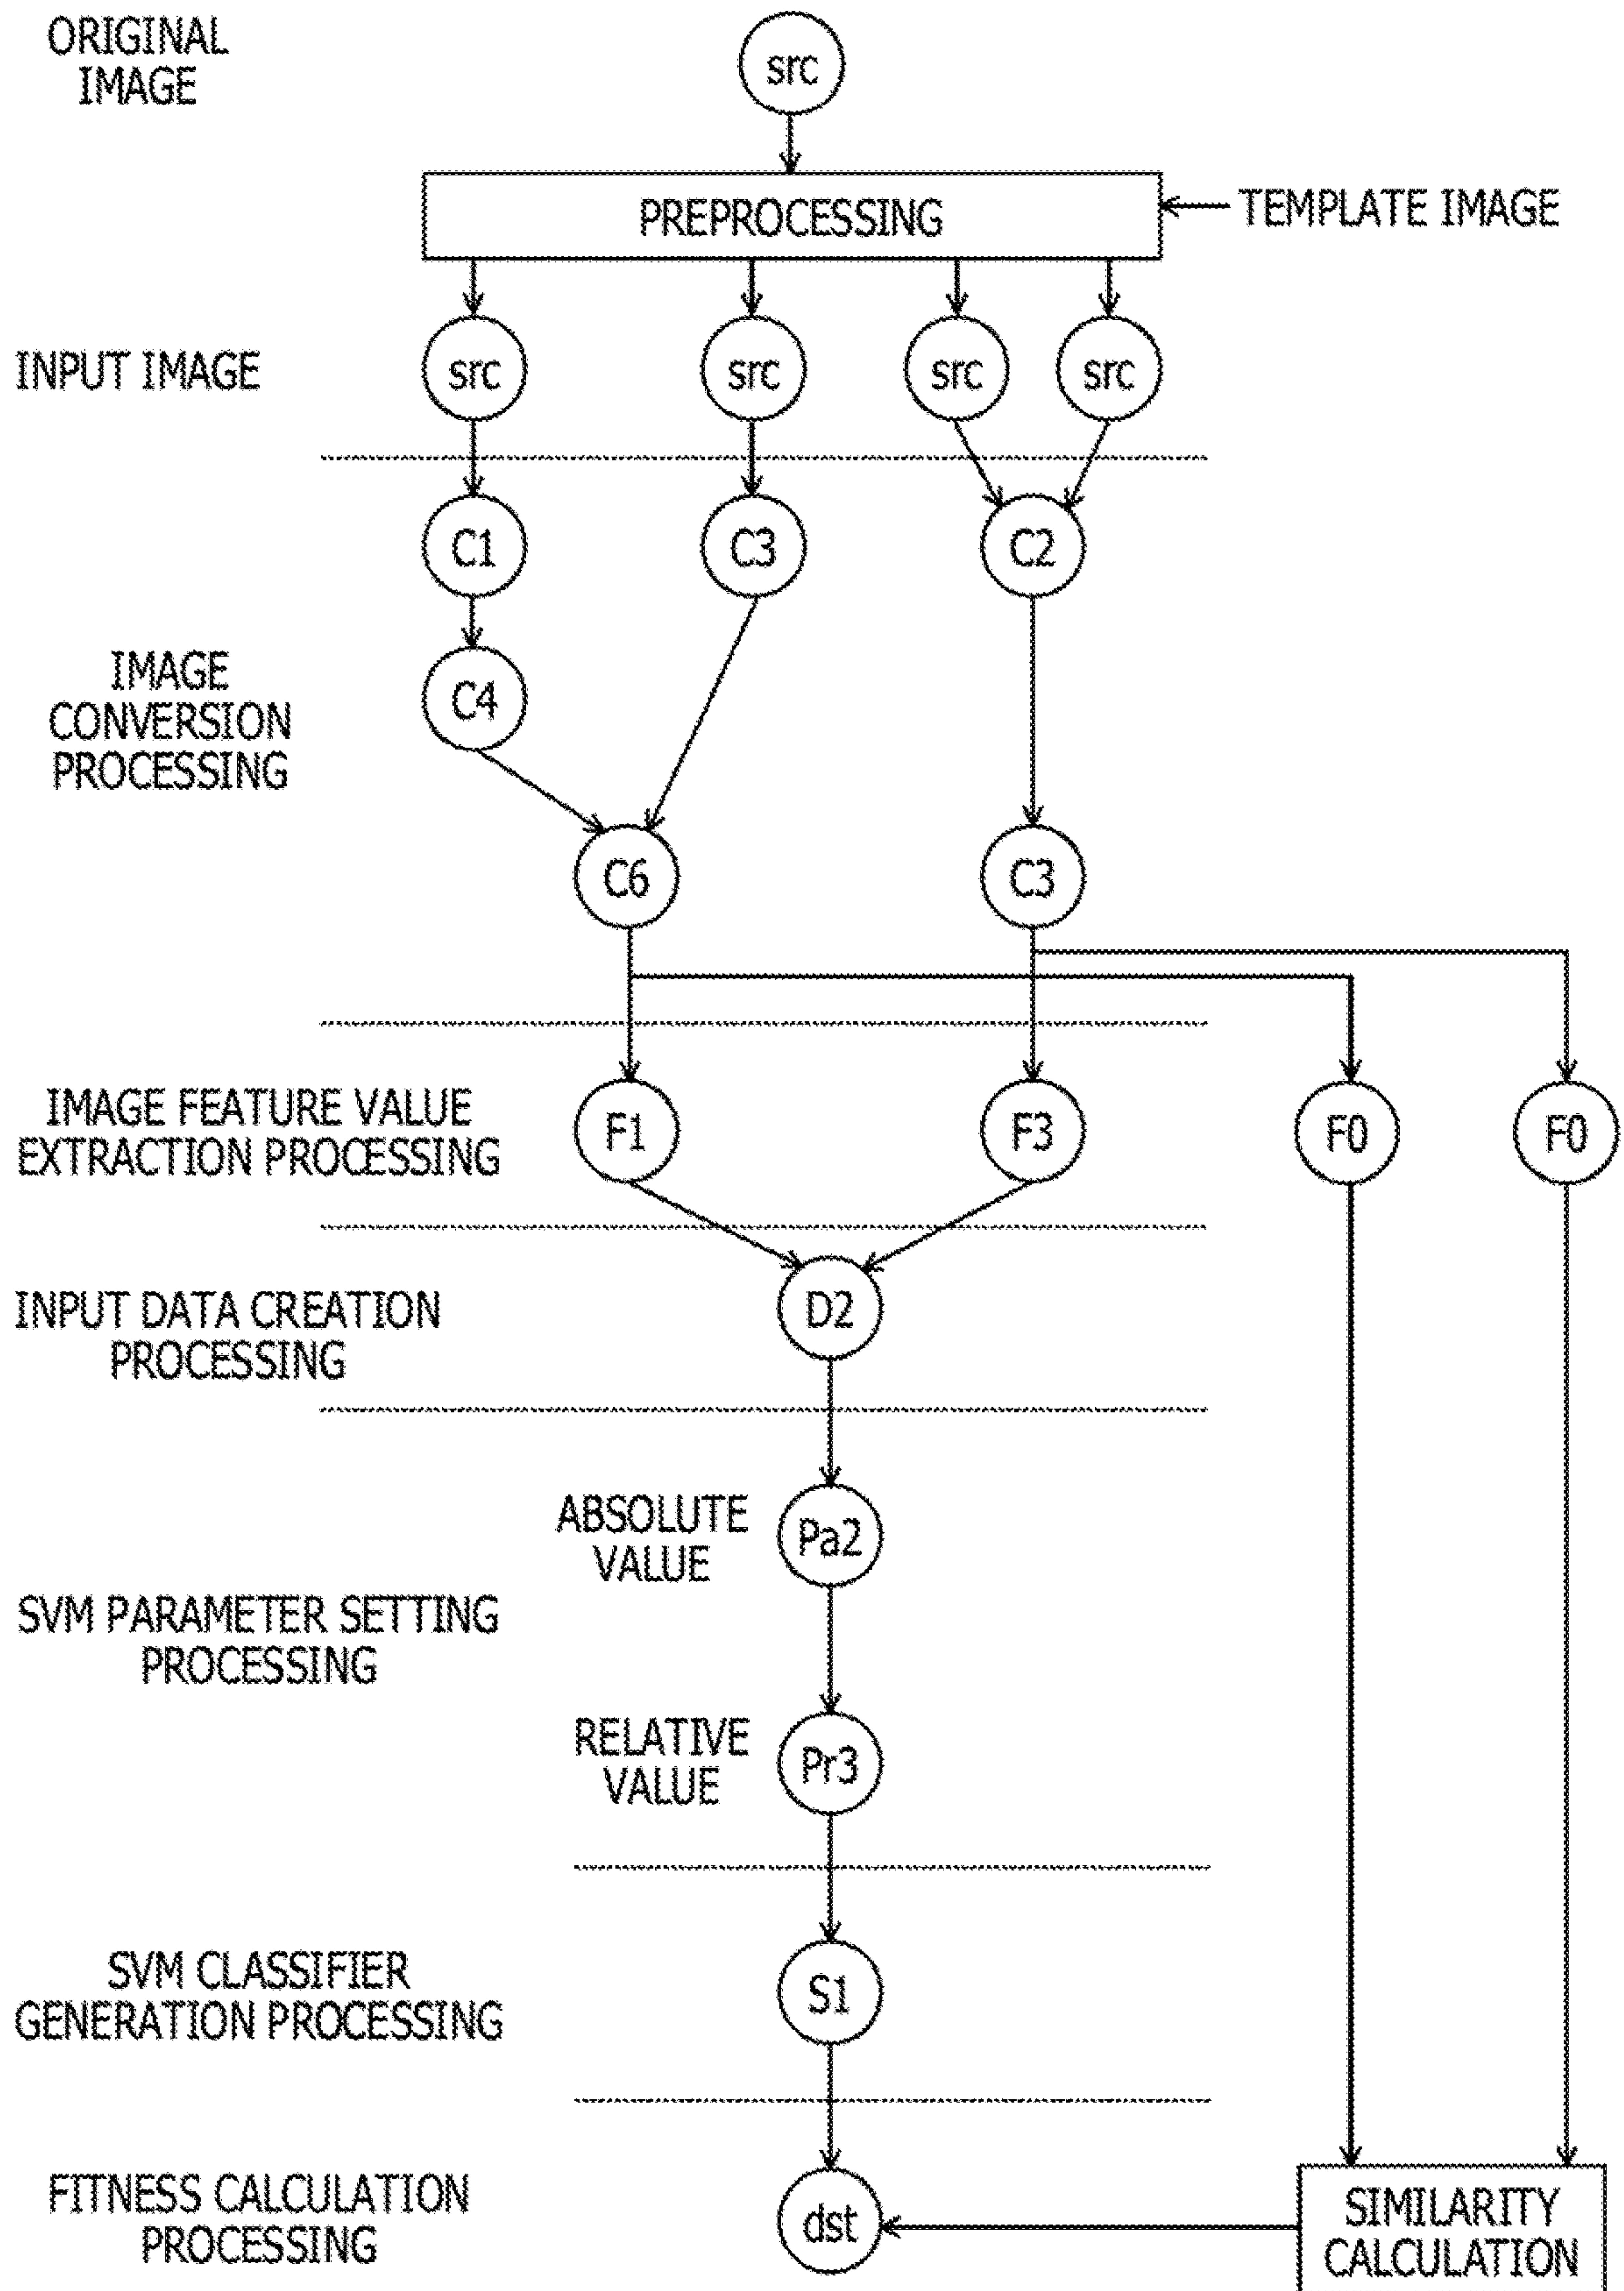 ORIGINAL
IMAGE
src
PREPROCESSING
TEMPLATE IMAGE
INPUT IMAGE
src
src
src
src
C1
C3
C2
IMAGE
CONVERSION
PROCESSING
C4
C6
C3
IMAGE FEATURE VALUE
EXTRACTION PROCESSING
F1
F3
F0
F0
INPUT DATA CREATION
PROCESSING
D2
ABSOLUTE
VALUE
Pa2
SVM PARAMETER SETTING
PROCESSING
RELATIVE
VALUE
Pr3
SVM CLASSIFIER
GENERATION PROCESSING
S1
FITNESS CALCULATION
PROCESSING
dst
SIMILARITY
CALCULATION